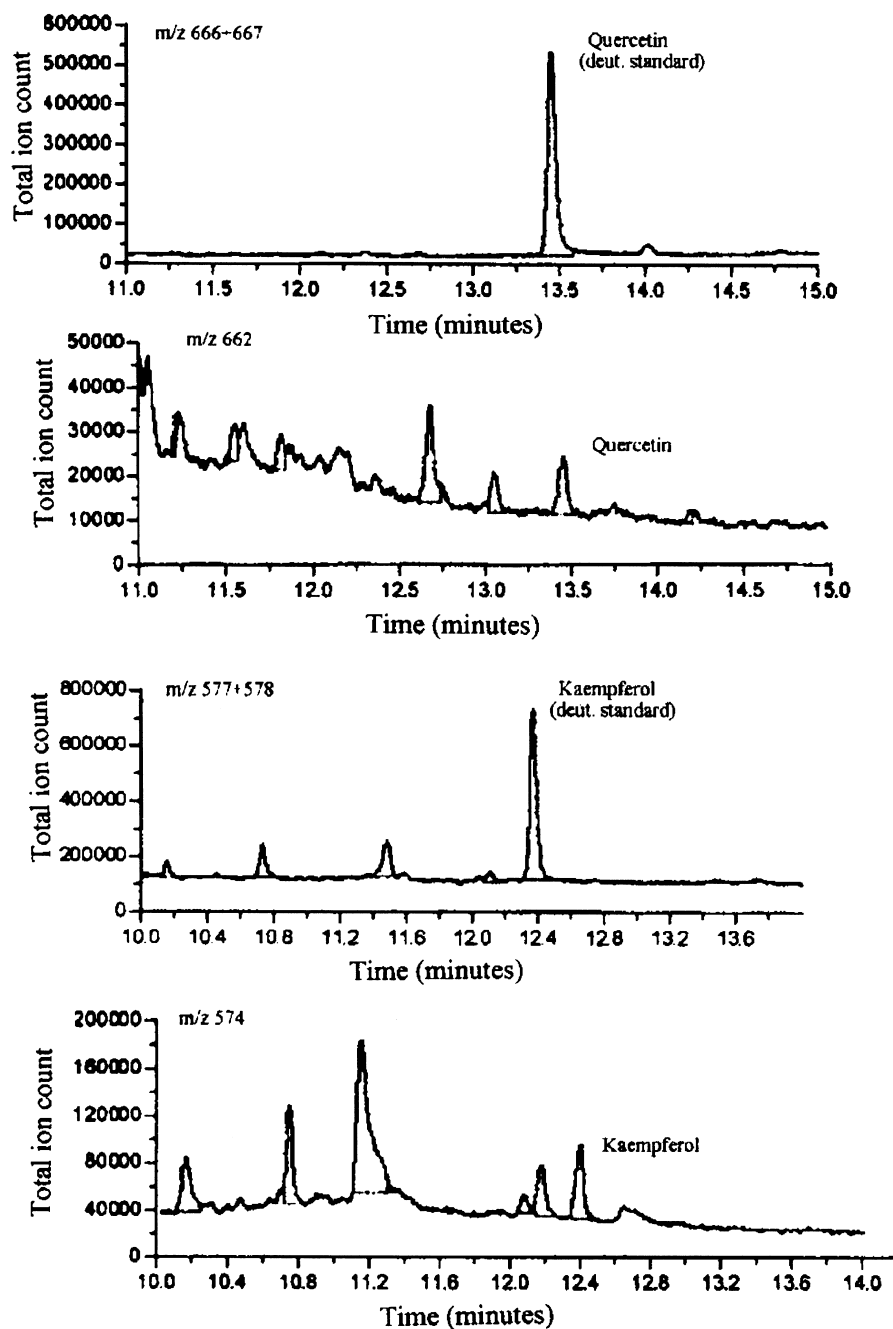 m/z 666+667
Quercetin
(deut. standard)
Total ion count
600000
500000
400000
300000
200000
100000
0
11.0 11.5 12.0 12.5 13.0 13.5 14.0 14.5 15.0
Time (minutes)
m/z 662
Quercetin
Total ion count
50000
40000
30000
20000
10000
0
11.0 11.5 12.0 12.5 13.0 13.5 14.0 14.5 15.0
Time (minutes)
m/z 577+578
Kaempferol
(deut. standard)
Total ion count
800000
600000
400000
200000
0
10.0 10.4 10.8 11.2 11.6 12.0 12.4 12.8 13.2 13.6
Time (minutes)
m/z 574
Kaempferol
Total ion count
200000
160000
120000
80000
40000
0
10.0 10.4 10.8 11.2 11.6 12.0 12.4 12.8 13.2 13.6 14.0
Time (minutes)